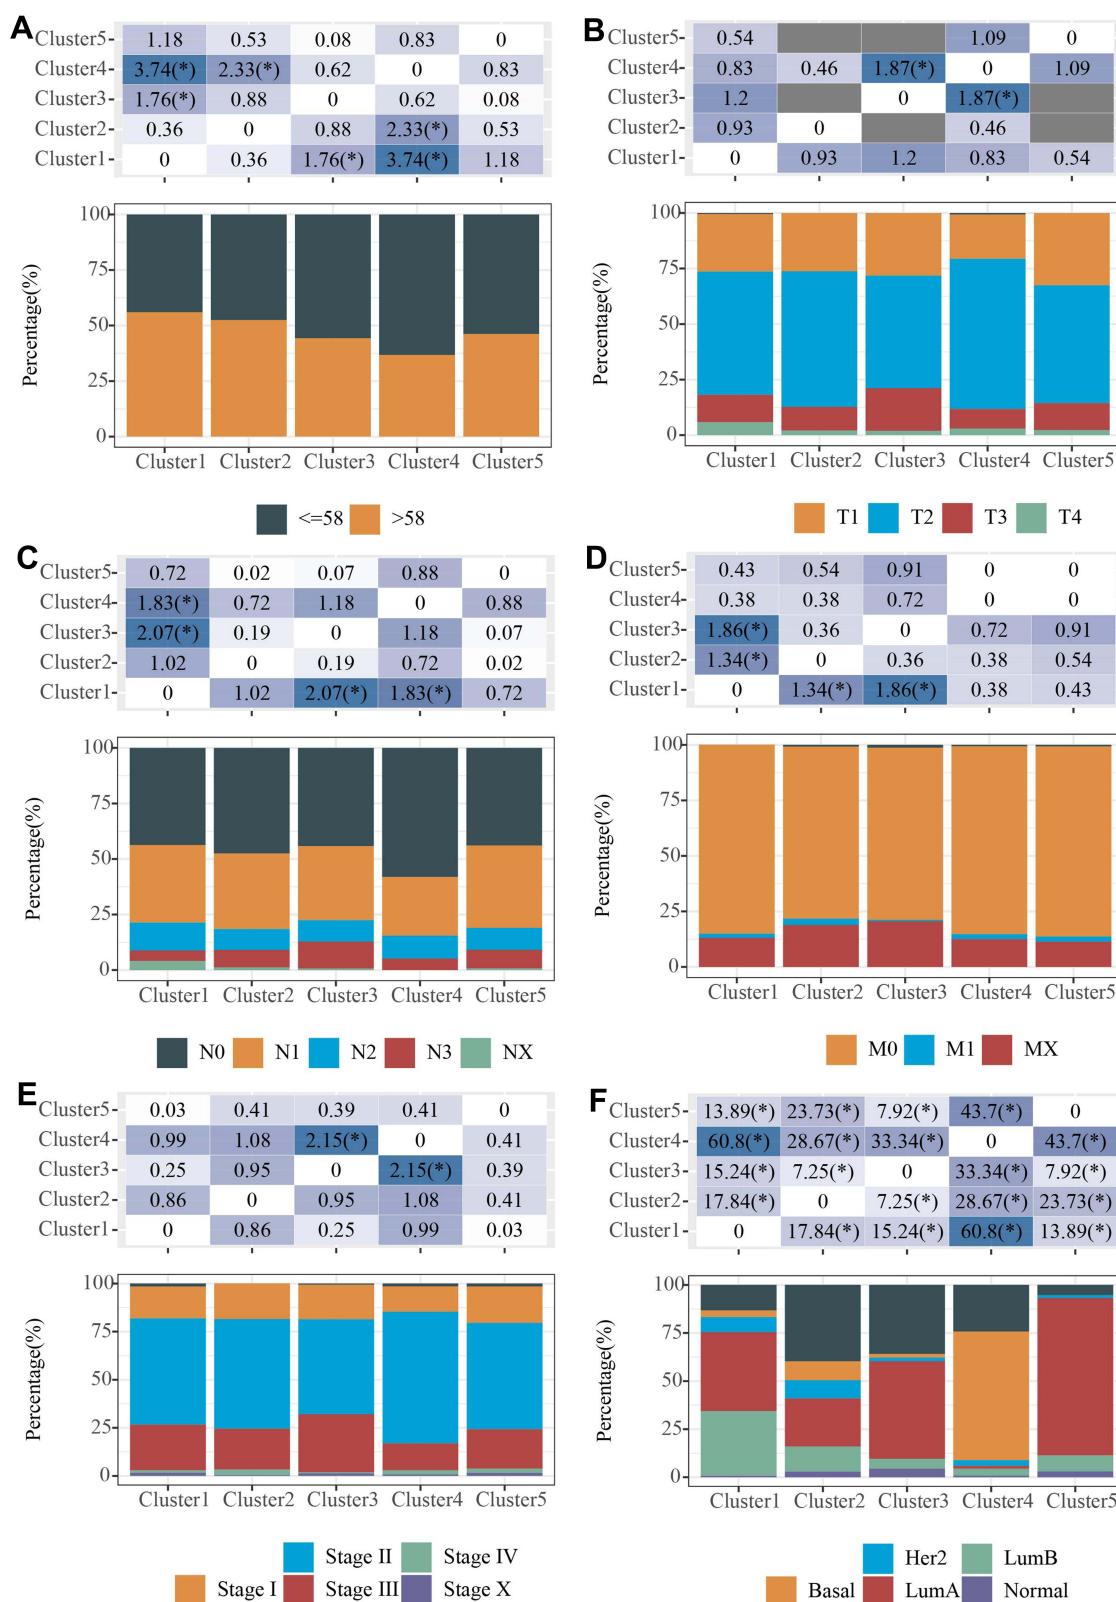 A
Cluster5 1.18 0.53 0.08 0.83 0
Cluster4 3.74(*) 2.33(*) 0.62 0 0.83
Cluster3 1.76(*) 0.88 0 0.62 0.08
Cluster2 0.36 0 0.88 2.33(*) 0.53
Cluster1 0 0.36 1.76(*) 3.74(*) 1.18
Percentage(%)
100
75
50
25
0
Cluster1 Cluster2 Cluster3 Cluster4 Cluster5
<=58 >58
B
Cluster5 0.54 1.09 0
Cluster4 0.83 0.46 1.87(*) 0 1.09
Cluster3 1.2 0 1.87(*)
Cluster2 0.93 0 0.46
Cluster1 0 0.93 1.2 0.83 0.54
Percentage(%)
100
75
50
25
0
Cluster1 Cluster2 Cluster3 Cluster4 Cluster5
T1 T2 T3 T4
C
Cluster5 0.72 0.02 0.07 0.88 0
Cluster4 1.83(*) 0.72 1.18 0 0.88
Cluster3 2.07(*) 0.19 0 1.18 0.07
Cluster2 1.02 0 0.19 0.72 0.02
Cluster1 0 1.02 2.07(*) 1.83(*) 0.72
Percentage(%)
100
75
50
25
0
Cluster1 Cluster2 Cluster3 Cluster4 Cluster5
N0 N1 N2 N3 NX
D
Cluster5 0.43 0.54 0.91 0 0
Cluster4 0.38 0.38 0.72 0 0
Cluster3 1.86(*) 0.36 0 0.72 0.91
Cluster2 1.34(*) 0 0.36 0.38 0.54
Cluster1 0 1.34(*) 1.86(*) 0.38 0.43
Percentage(%)
100
75
50
25
0
Cluster1 Cluster2 Cluster3 Cluster4 Cluster5
M0 M1 MX
E
Cluster5 0.03 0.41 0.39 0.41 0
Cluster4 0.99 1.08 2.15(*) 0 0.41
Cluster3 0.25 0.95 0 2.15(*) 0.39
Cluster2 0.86 0 0.95 1.08 0.41
Cluster1 0 0.86 0.25 0.99 0.03
Percentage(%)
100
75
50
25
0
Cluster1 Cluster2 Cluster3 Cluster4 Cluster5
Stage II Stage IV
Stage I Stage III Stage X
F
Cluster5 13.89(*) 23.73(*) 7.92(*) 43.7(*) 0
Cluster4 60.8(*) 28.67(*) 33.34(*) 0 43.7(*)
Cluster3 15.24(*) 7.25(*) 0 33.34(*) 7.92(*)
Cluster2 17.84(*) 0 7.25(*) 28.67(*) 23.73(*)
Cluster1 0 17.84(*) 15.24(*) 60.8(*) 13.89(*)
Percentage(%)
100
75
50
25
0
Cluster1 Cluster2 Cluster3 Cluster4 Cluster5
Her2 LumB
Basal LumA Normal